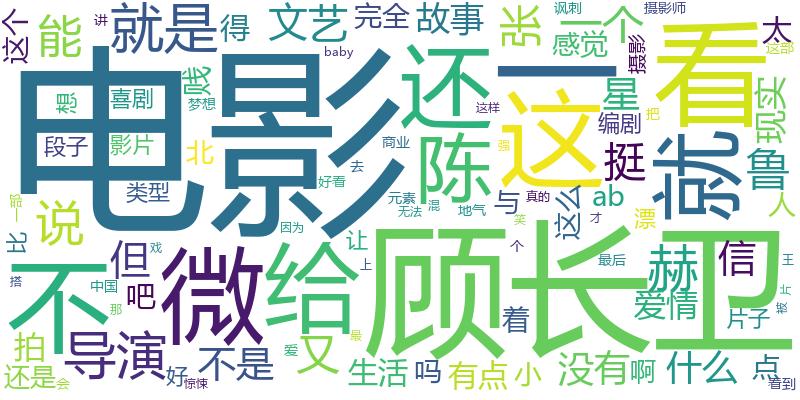 这个
能
就是
得
文艺
完全
故事
张
一个
讽刺
摄影师
太
讲
感觉
摄影
这部
贱
baby
还
一
看
星
现实
想
喜剧
梦想
电影
这
这样
把
编剧
段子
影片
北
商业
陈
强
挺
就
鲁
去
类型
好看
元素
无法
混
地气
与
真的
这么
ab
才
漂
人
一部
说
因为
笑
比
戏
让
个
但
微
给
顾长卫
赫
信
最后
王
上
不
中国
吧
那
搭
爱情
极
片
着
片子
拍
导演
不是
又
爱
最
生活
吗
有点
小
没有
啊
什么
点
还是
会
好
惊悚
看到